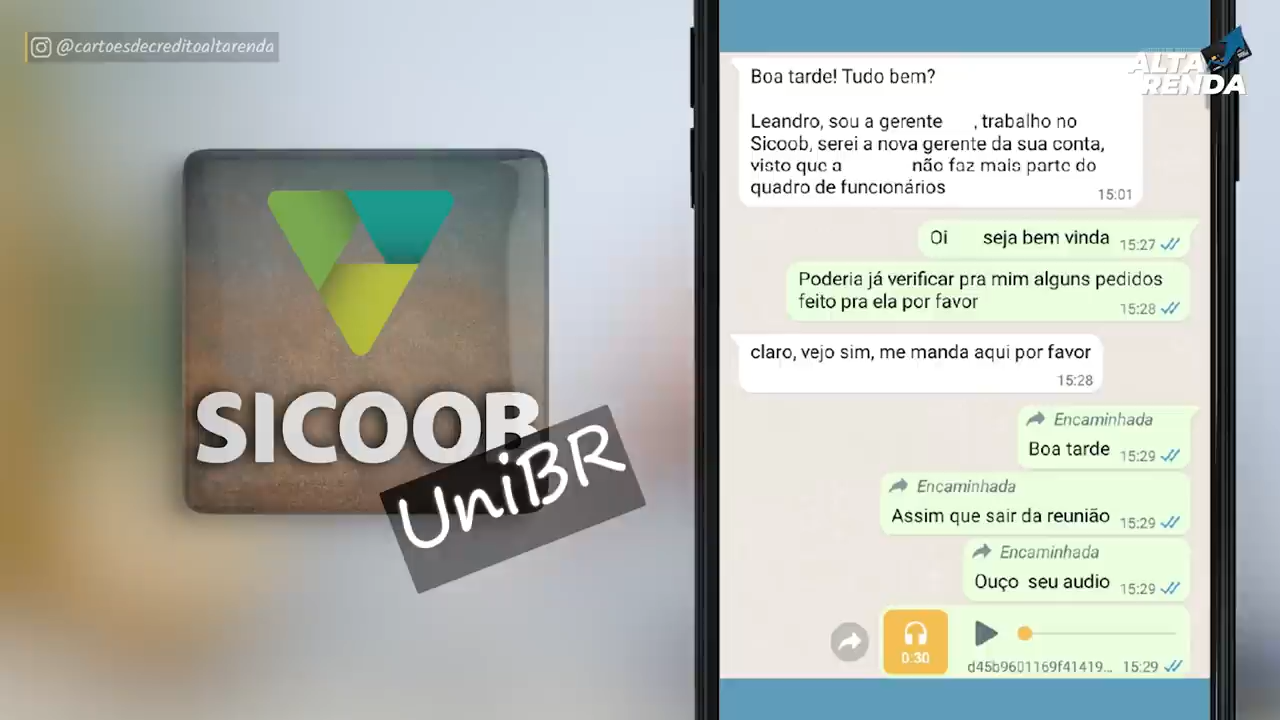 @cartoesdecreditoaltarenda
ALTA
RENDA
SICOOB
UniBR
Boa tarde! Tudo bem?
Leandro, sou a gerente , trabalho no
Sicoob, serei a nova gerente da sua conta,
visto que a não faz mais parte do
quadro de funcionários
15:01
Oi seja bem vinda 15:27
Poderia já verificar pra mim alguns pedidos
feito pra ela por favor 15:28
claro, vejo sim, me manda aqui por favor
15:28
Encaminhada
Boa tarde 15:29
Encaminhada
Assim que sair da reunião 15:29
Encaminhada
Ouço seu audio 15:29
0:30
d45b9601169f41419... 15:29